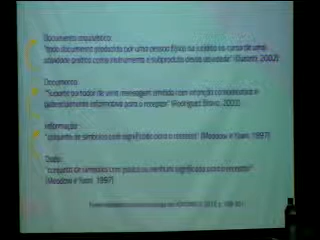 Documento arquivístico:
"todo documento produzido por uma pessoa física ou jurídica no curso de uma
atividade prática como instrumento e subproduto dessa atividade" (Duranti, 2002)
Documento:
"Suporte portador de uma mensagem emitida com intenção comunicativa e
potencialmente informativa para o receptor" (Rodríguez Bravo, 2002)
Informação:
"conjunto de símbolos com significado para o receptor" (Meadow e Yuan, 1997)
Dado:
"conjunto de símbolos com pouco ou nenhum significado para o receptor"
(Meadow e Yuan, 1997)